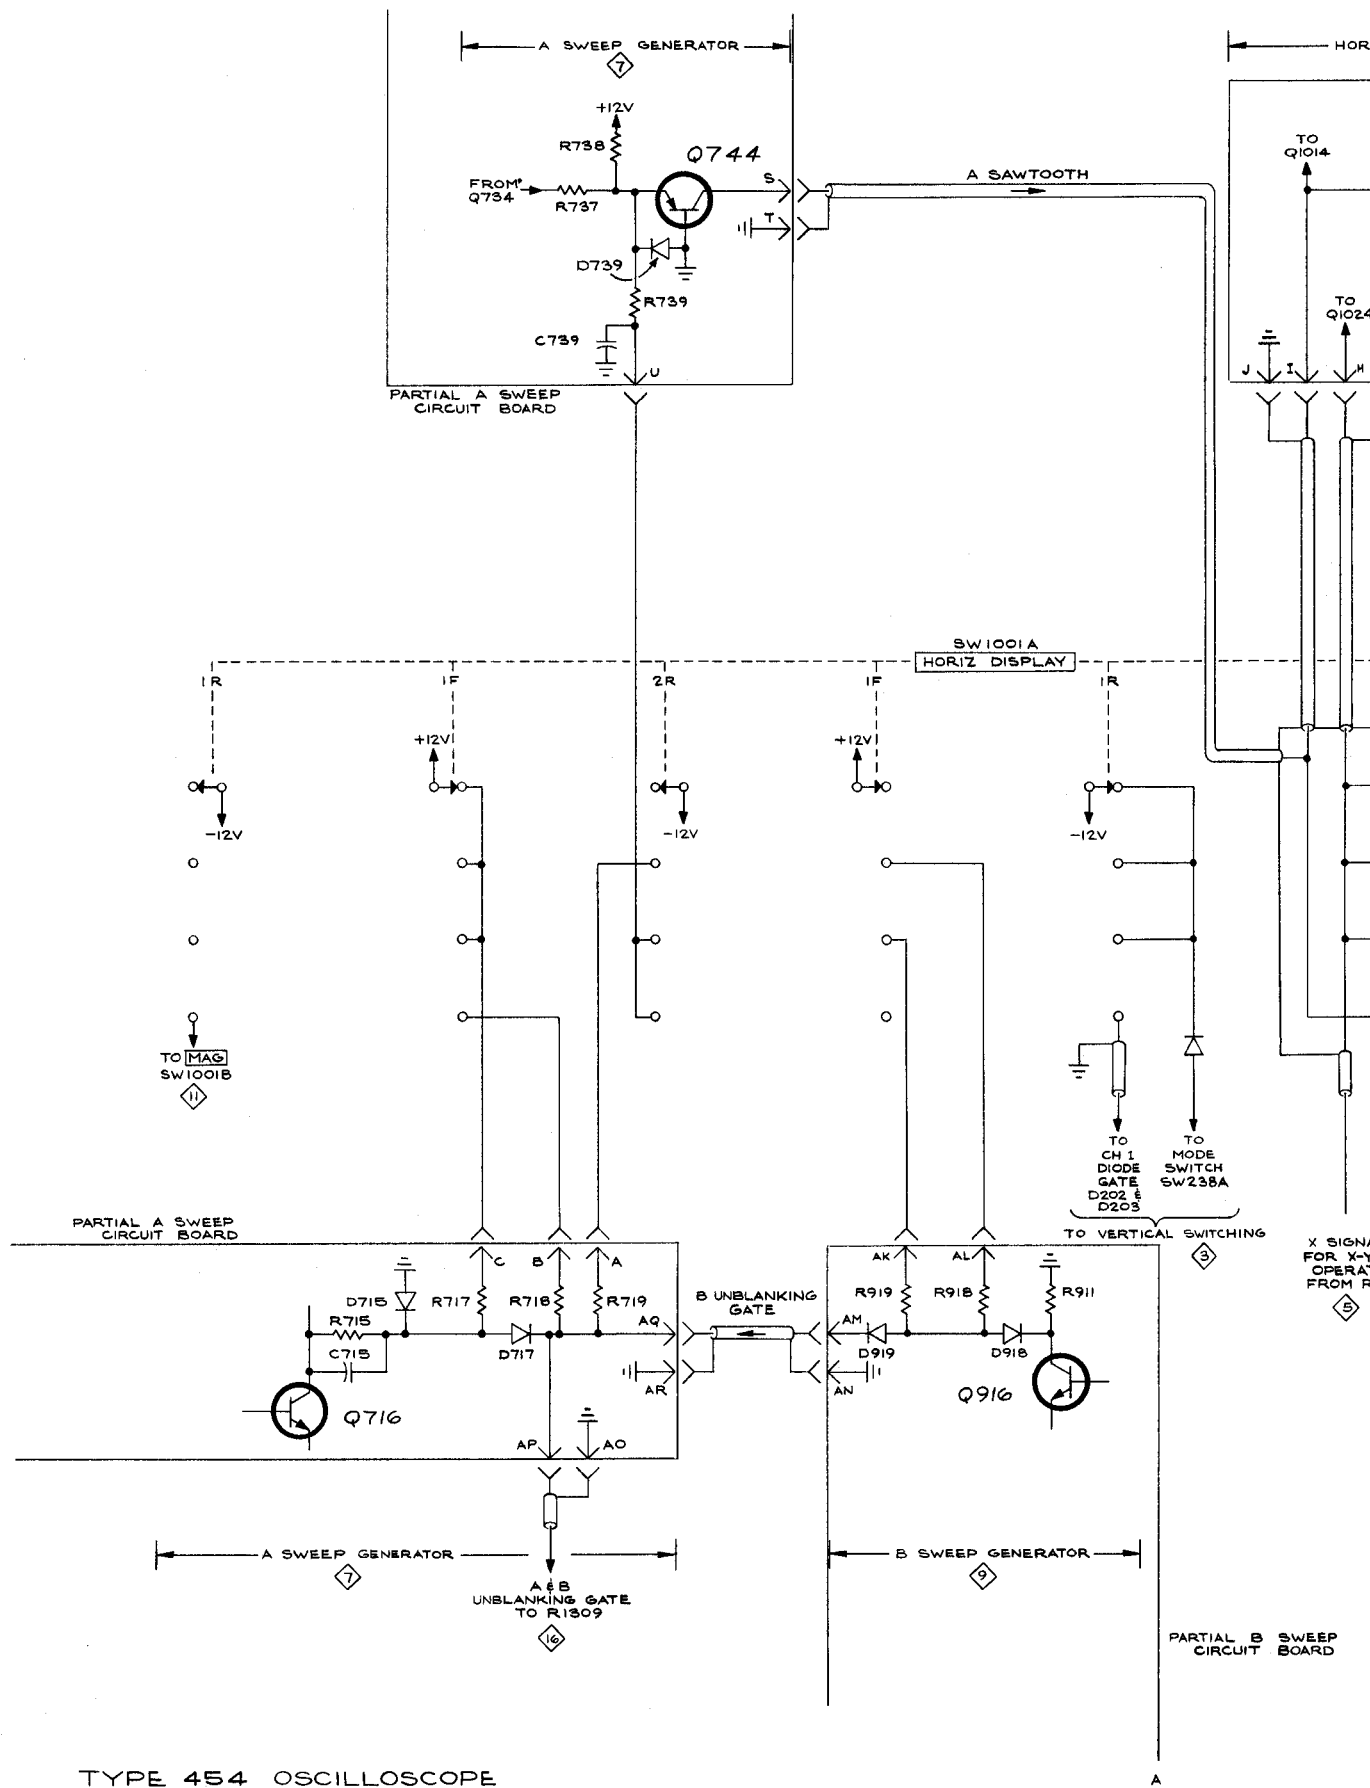 A SWEEP GENERATOR
7
HOR
+12V
R738
Q744
FROM
Q734
R737
S
T
A SAWTOOTH
TO
Q1014
D739
R739
C739
U
TO
Q1024
J
I
H
PARTIAL A SWEEP
CIRCUIT BOARD
SW1001A
HORIZ DISPLAY
1R
1F
2R
1F
1R
+12V
+12V
-12V
-12V
-12V
TO MAG
SW1001B
11
TO
CH 1
DIODE
GATE
D202 &
D203
TO
MODE
SWITCH
SW238A
TO VERTICAL SWITCHING
3
PARTIAL A SWEEP
CIRCUIT BOARD
C
B
A
D715
R717
R718
R719
R715
C715
D717
AQ
AR
Q716
AP
AO
B UNBLANKING
GATE
AK
AL
R919
R918
R911
AM
D919
D918
AN
Q916
X SIGNA
FOR X-Y
OPERAT
FROM R
5
A SWEEP GENERATOR
7
A & B
UNBLANKING GATE
TO R1309
16
B SWEEP GENERATOR
9
PARTIAL B SWEEP
CIRCUIT BOARD
TYPE 454 OSCILLOSCOPE
A